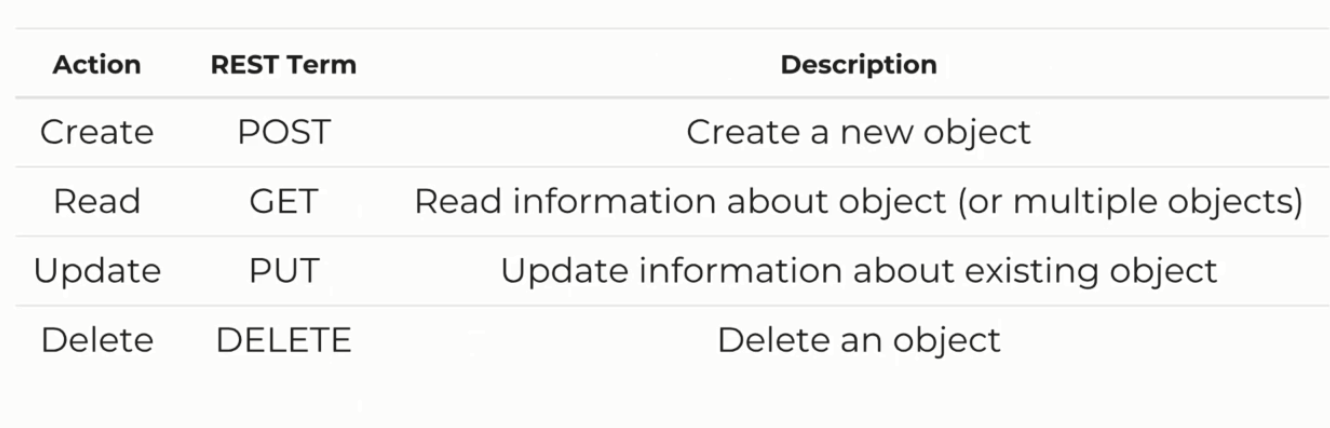 Action REST Term Description
Create POST Create a new object
Read GET Read information about object (or multiple objects)
Update PUT Update information about existing object
Delete DELETE Delete an object